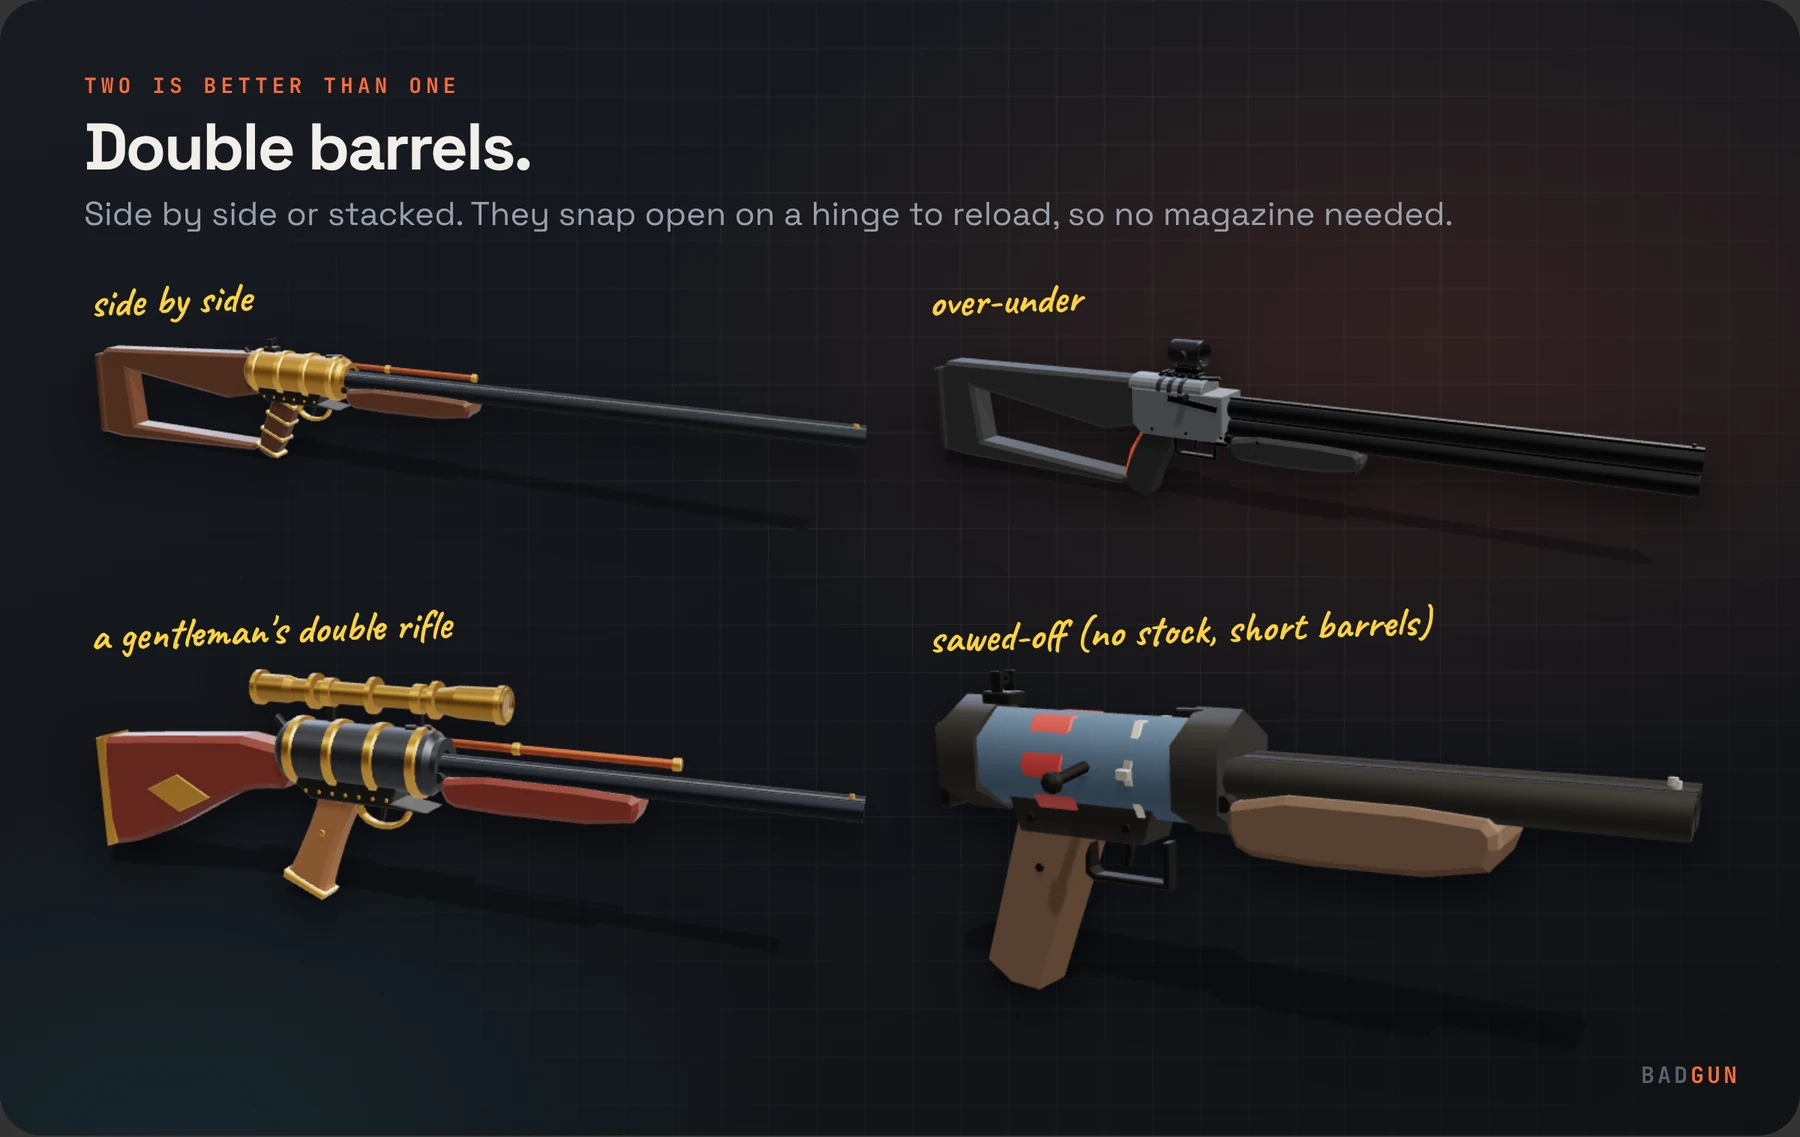 TWO IS BETTER THAN ONE
Double barrels.
Side by side or stacked. They snap open on a hinge to reload, so no magazine needed.
side by side
over-under
a gentleman's double rifle
sawed-off (no stock, short barrels)
BADGUN